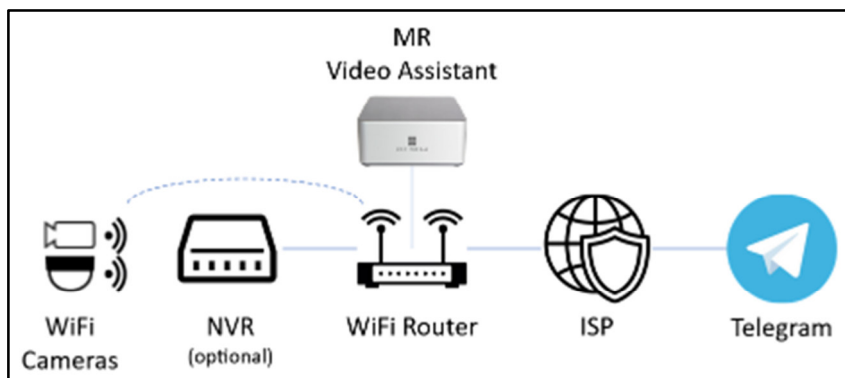 MR
Video Assistant
WiFi
Cameras
NVR
(optional)
WiFi Router
ISP
Telegram